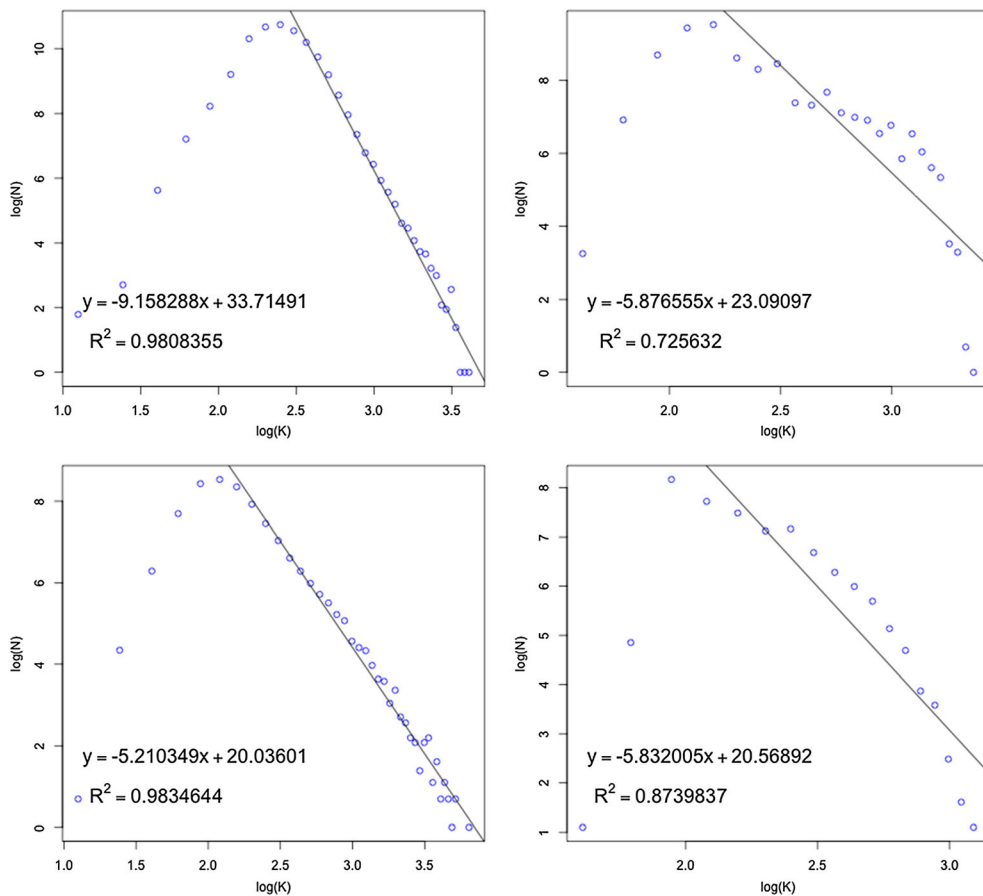 log(N)
10
8
6
4
2
0
y = -9.158288x + 33.71491
R² = 0.9808355
1.0 1.5 2.0 2.5 3.0 3.5
log(K)
log(N)
8
6
4
2
0
y = -5.876555x + 23.09097
R² = 0.725632
2.0 2.5 3.0
log(K)
log(N)
8
6
4
2
0
y = -5.210349x + 20.03601
R² = 0.9834644
1.0 1.5 2.0 2.5 3.0 3.5
log(K)
log(N)
8
7
6
5
4
3
2
1
y = -5.832005x + 20.56892
R² = 0.8739837
2.0 2.5 3.0
log(K)